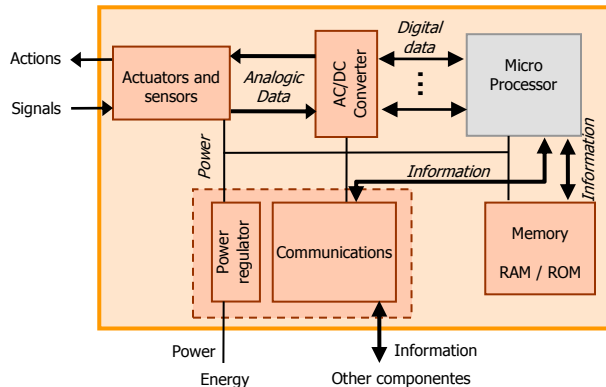 Actions
Signals
Actuators and
sensors
Analogic
Data
AC/DC
Converter
Digital
data
Micro
Processor
Power
Information
Information
Power
regulator
Communications
Memory
RAM / ROM
Power
Energy
Information
Other componentes